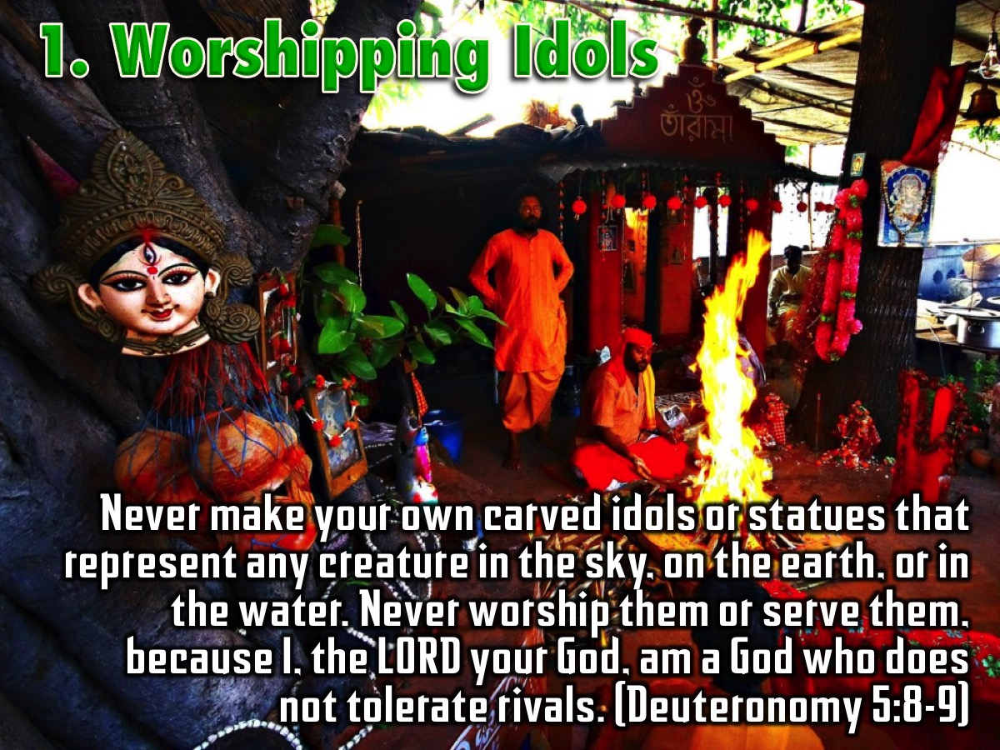 1. Worshipping Idols
ওঁ
তাঁরামা
Never make your own carved idols or statues that
represent any creature in the sky, on the earth, or in
the water. Never worship them or serve them,
because I, the LORD your God, am a God who does
not tolerate rivals. (Deuteronomy 5:8-9)